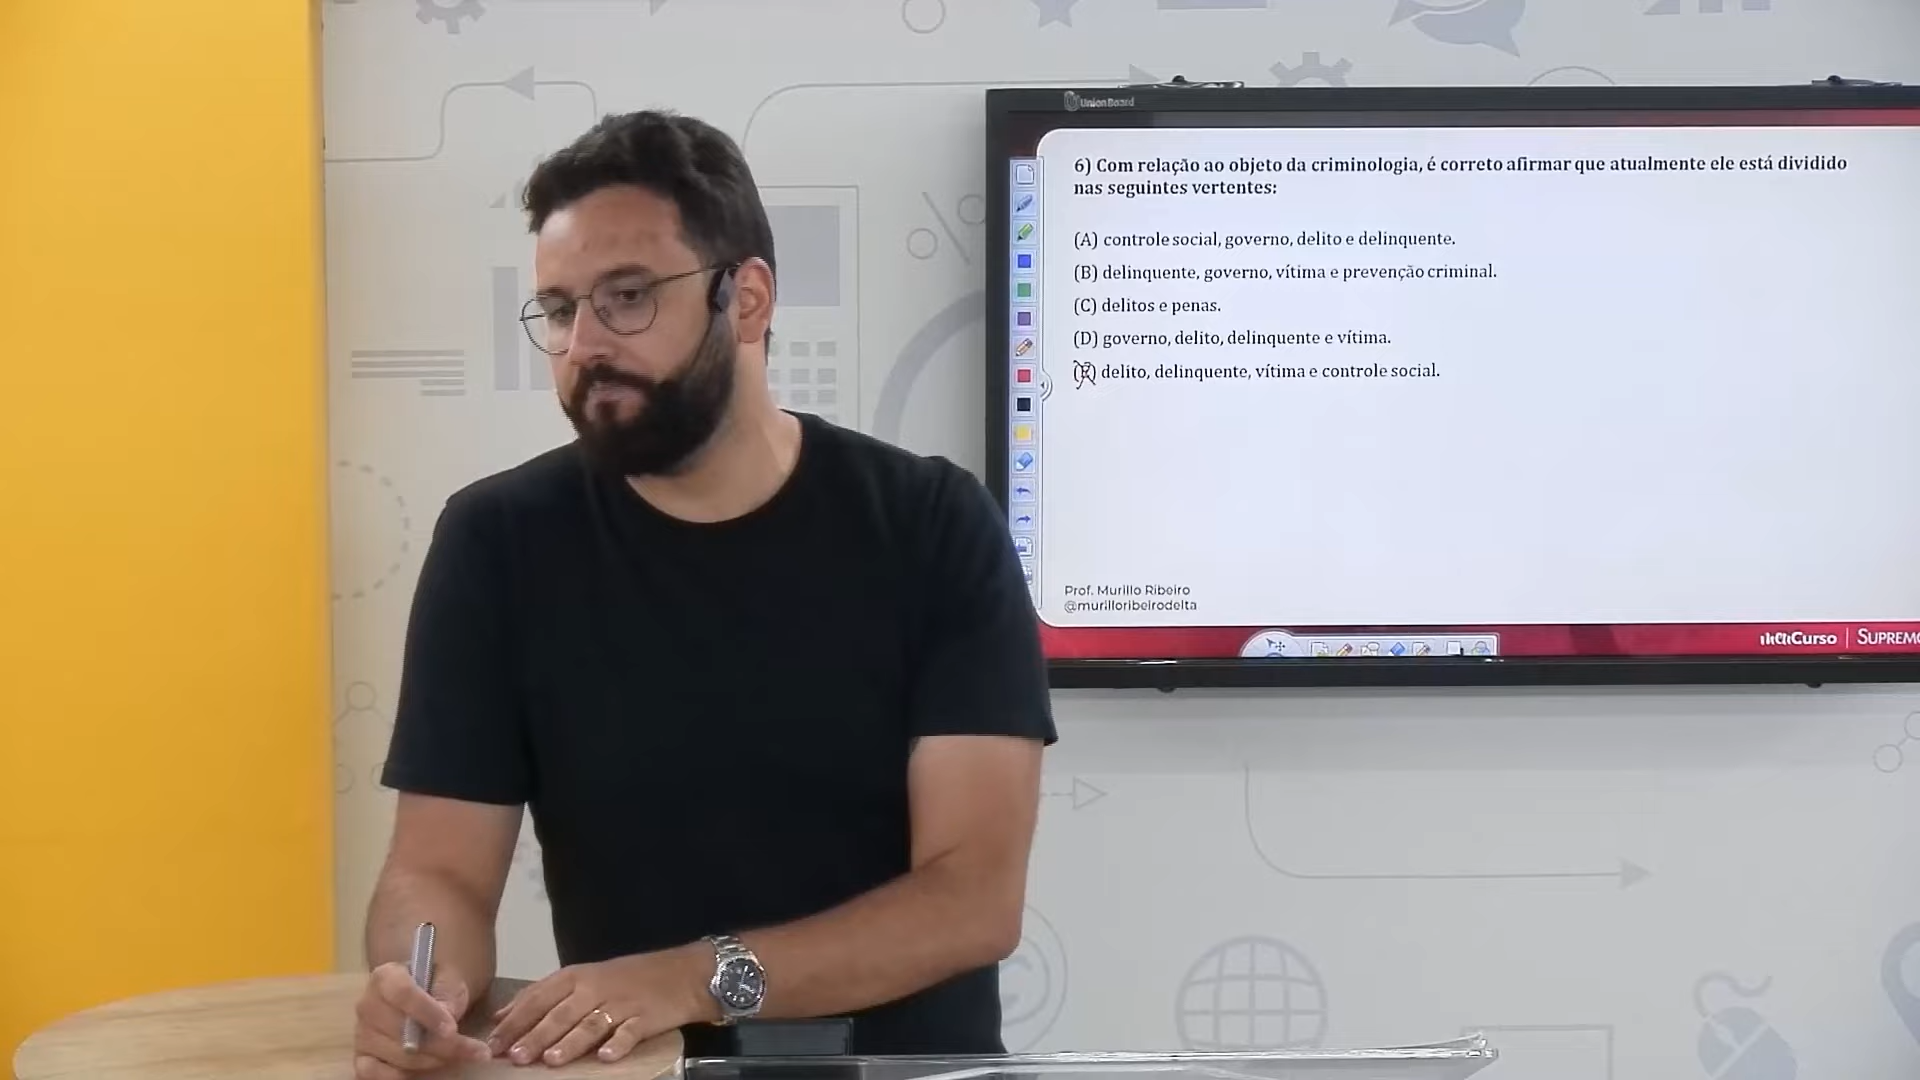 UnionBoard
6) Com relação ao objeto da criminologia, é correto afirmar que atualmente ele está dividido
nas seguintes vertentes:
(A) controle social, governo, delito e delinquente.
(B) delinquente, governo, vítima e prevenção criminal.
(C) delitos e penas.
(D) governo, delito, delinquente e vítima.
(E) delito, delinquente, vítima e controle social.
Prof. Murillo Ribeiro
@murilloribeirodelta
Curso